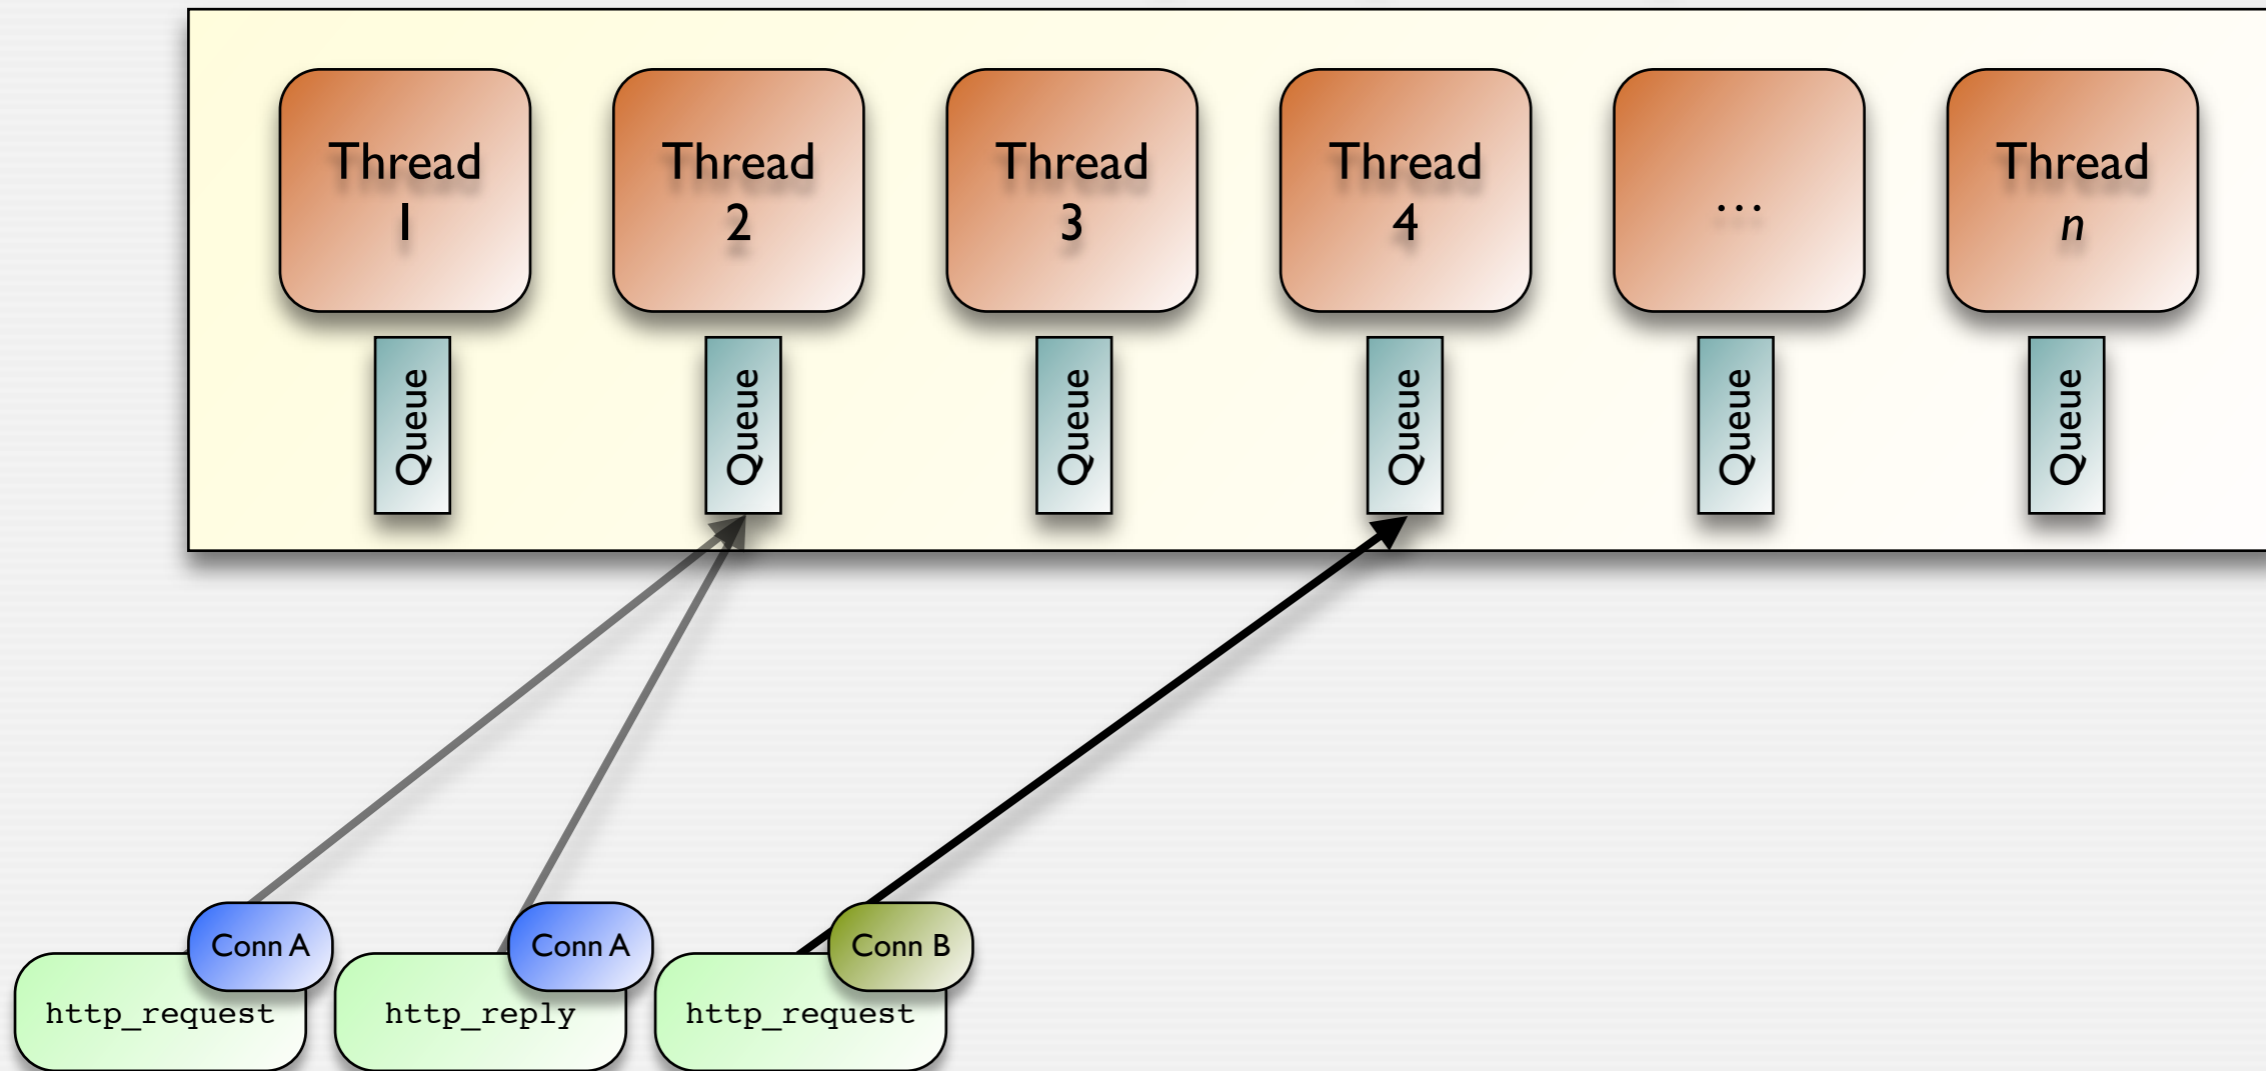 Thread
1
Thread
2
Thread
3
Thread
4
...
Thread
n
Queue
Queue
Queue
Queue
Queue
Queue
Conn A
http_request
Conn A
http_reply
Conn B
http_request